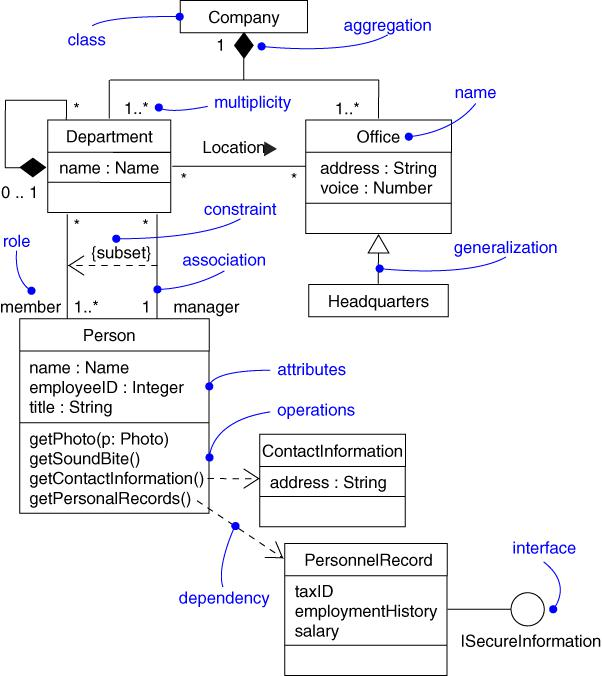 Company
class
1
aggregation
*
1..*
multiplicity
1..*
name
Department
Office
name : Name
Location
address : String
voice : Number
*
*
0 .. 1
*
*
constraint
role
{subset}
association
generalization
member
1..*
1
manager
Headquarters
Person
name : Name
employeeID : Integer
title : String
attributes
operations
getPhoto(p: Photo)
getSoundBite()
getContactInformation()
getPersonalRecords()
ContactInformation
address : String
dependency
PersonnelRecord
interface
taxID
employmentHistory
salary
ISecureInformation